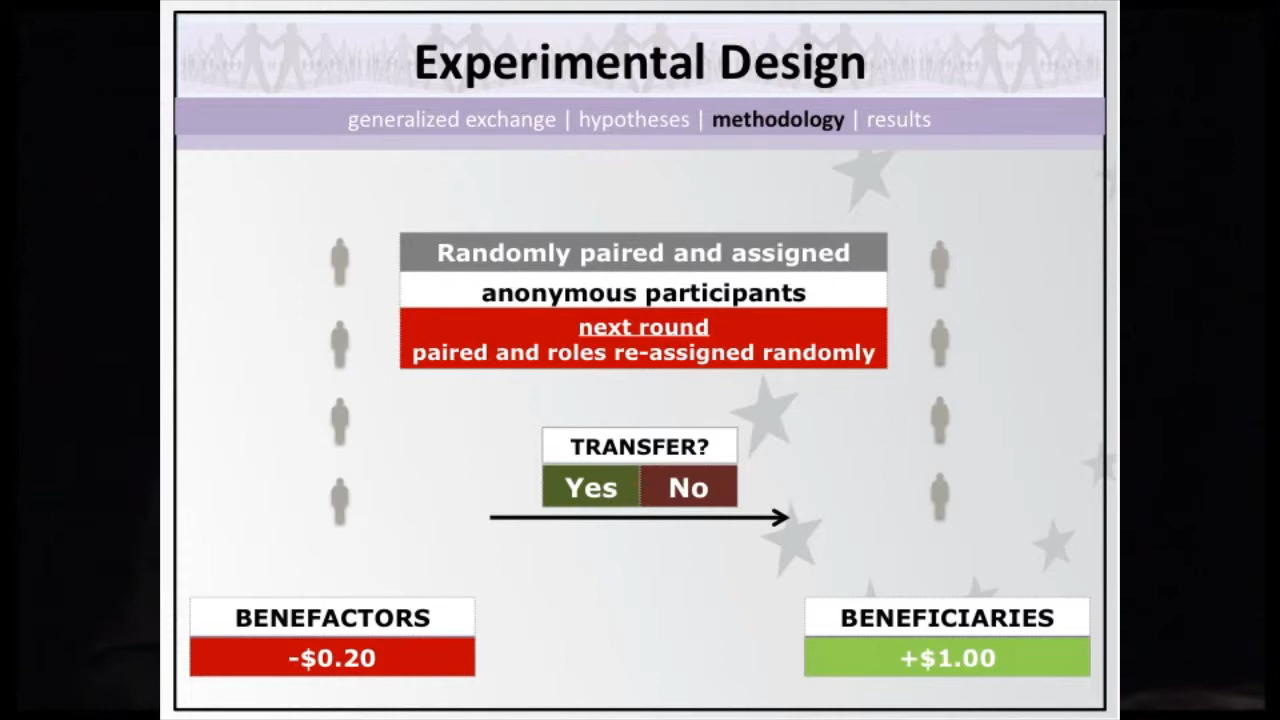 Experimental Design
generalized exchange | hypotheses | methodology | results
Randomly paired and assigned
anonymous participants
next round
paired and roles re-assigned randomly
TRANSFER?
Yes No
BENEFACTORS
-$0.20
BENEFICIARIES
+$1.00